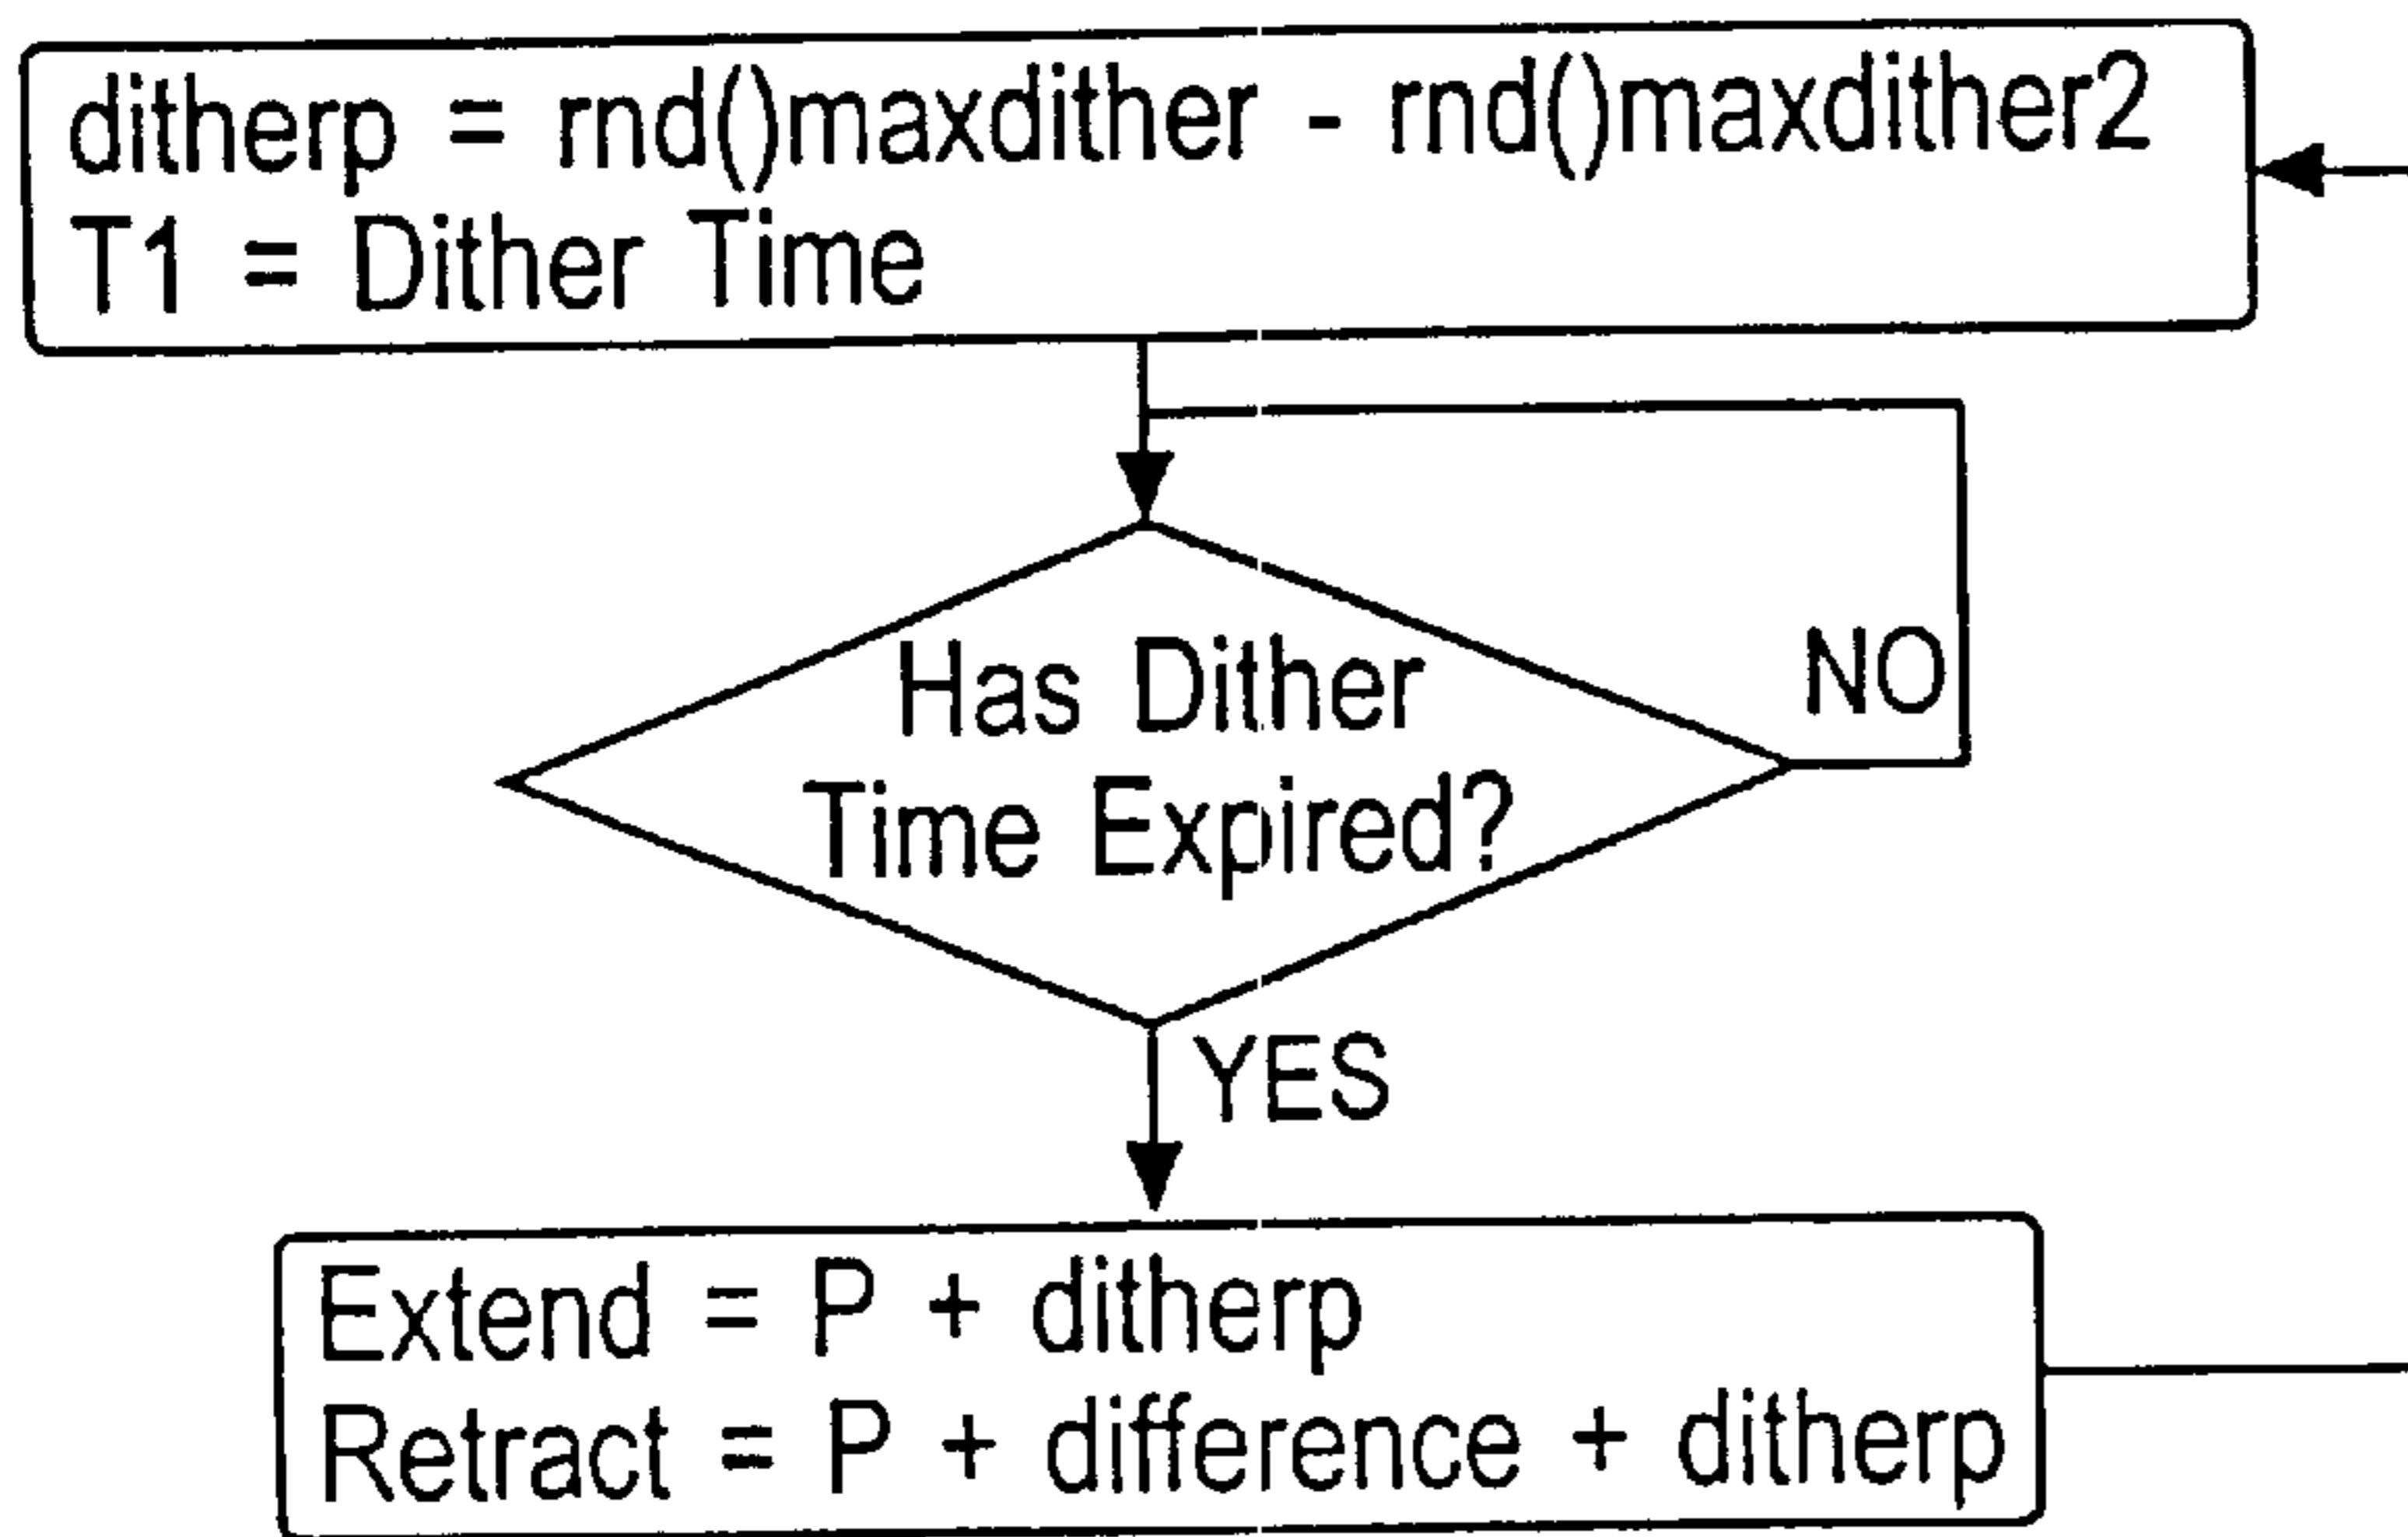 ditherp = rnd()maxdither - rnd()maxdither2
T1 = Dither Time
Has Dither
Time Expired?
NO
YES
Extend = P + ditherp
Retract = P + difference + ditherp